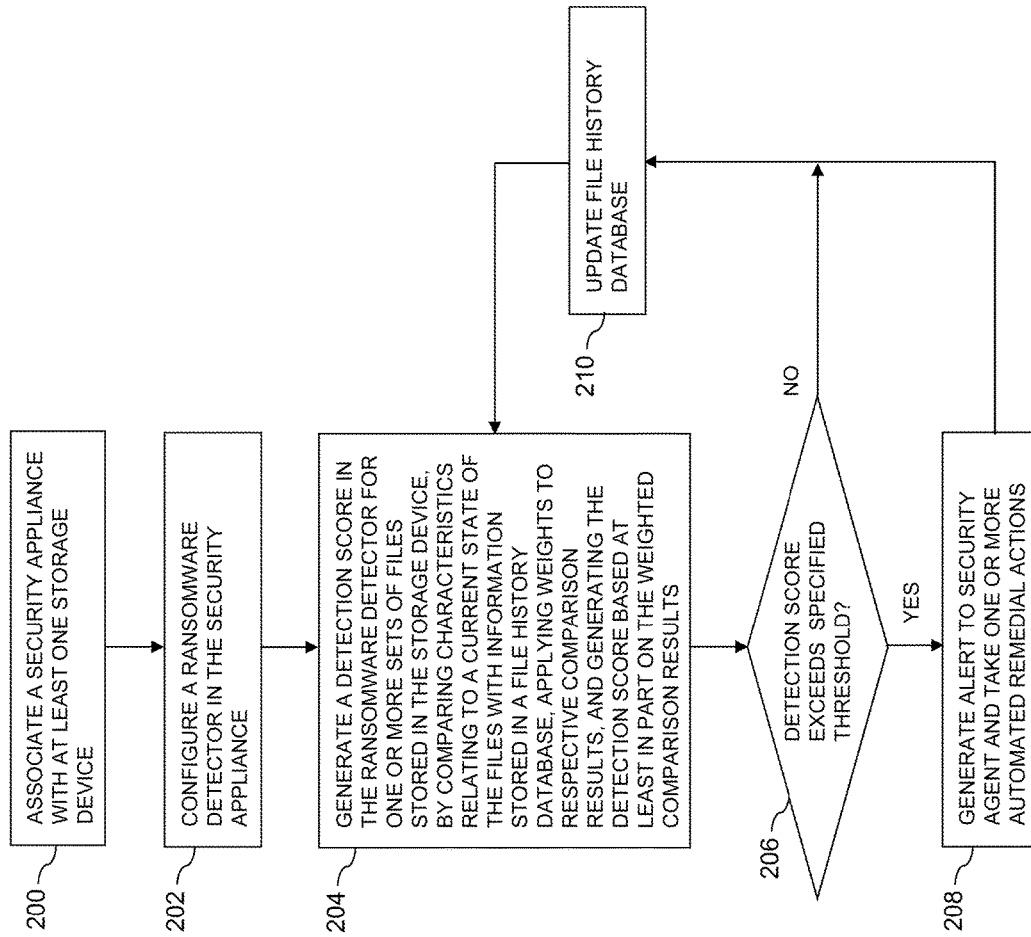 200
ASSOCIATE A SECURITY APPLIANCE
WITH AT LEAST ONE STORAGE
DEVICE
202
CONFIGURE A RANSOMWARE
DETECTOR IN THE SECURITY
APPLIANCE
204
GENERATE A DETECTION SCORE IN
THE RANSOMWARE DETECTOR FOR
ONE OR MORE SETS OF FILES
STORED IN THE STORAGE DEVICE,
BY COMPARING CHARACTERISTICS
RELATING TO A CURRENT STATE OF
THE FILES WITH INFORMATION
STORED IN A FILE HISTORY
DATABASE, APPLYING WEIGHTS TO
RESPECTIVE COMPARISON
RESULTS, AND GENERATING THE
DETECTION SCORE BASED AT
LEAST IN PART ON THE WEIGHTED
COMPARISON RESULTS
206
DETECTION SCORE
EXCEEDS SPECIFIED
THRESHOLD?
NO
YES
208
GENERATE ALERT TO SECURITY
AGENT AND TAKE ONE OR MORE
AUTOMATED REMEDIAL ACTIONS
210
UPDATE FILE HISTORY
DATABASE